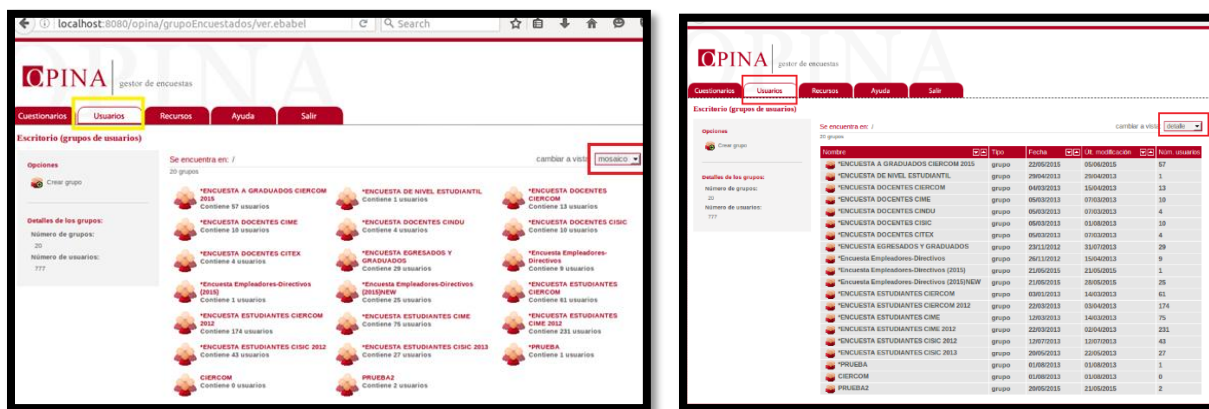 localhost:8080/opina/grupoEncuestados/ver.ebabel
Search
OPINA gestor de encuestas
Cuestionarios Usuarios Recursos Ayuda Salir
Escritorio (grupos de usuarios)
Opciones
Crear grupo
Detalles de los grupos:
Número de grupos:
20
Número de usuarios:
777
Se encuentra en: /
cambiar a vista mosaico
20 grupos
*ENCUESTA A GRADUADOS CIERCOM 2015
Contiene 57 usuarios
*ENCUESTA DE NIVEL ESTUDIANTIL
Contiene 1 usuarios
*ENCUESTA DOCENTES CIERCOM
Contiene 13 usuarios
*ENCUESTA DOCENTES CIME
Contiene 10 usuarios
*ENCUESTA DOCENTES CINDU
Contiene 4 usuarios
*ENCUESTA DOCENTES CISIC
Contiene 10 usuarios
*ENCUESTA DOCENTES CITEX
Contiene 4 usuarios
*ENCUESTA EGRESADOS Y GRADUADOS
Contiene 29 usuarios
*Encuesta Empleadores-Directivos
Contiene 9 usuarios
*Encuesta Empleadores-Directivos (2015)
Contiene 1 usuarios
*Encuesta Empleadores-Directivos (2015)NEW
Contiene 25 usuarios
*ENCUESTA ESTUDIANTES CIERCOM
Contiene 61 usuarios
*ENCUESTA ESTUDIANTES CIERCOM 2012
Contiene 174 usuarios
*ENCUESTA ESTUDIANTES CIME
Contiene 75 usuarios
*ENCUESTA ESTUDIANTES CIME 2012
Contiene 231 usuarios
*ENCUESTA ESTUDIANTES CISIC 2012
Contiene 43 usuarios
*ENCUESTA ESTUDIANTES CISIC 2013
Contiene 27 usuarios
*PRUEBA
Contiene 1 usuarios
CIERCOM
Contiene 0 usuarios
PRUEBA2
Contiene 2 usuarios
OPINA gestor de encuestas
Cuestionarios Usuarios Recursos Ayuda Salir
Escritorio (grupos de usuarios)
Opciones
Crear grupo
Detalles de los grupos:
Número de grupos:
20
Número de usuarios:
777
Se encuentra en: /
cambiar a vista detalle
20 grupos
Nombre Tipo Fecha Últ. modificación Núm. usuarios
*ENCUESTA A GRADUADOS CIERCOM 2015 grupo 22/05/2015 05/06/2015 57
*ENCUESTA DE NIVEL ESTUDIANTIL grupo 29/04/2013 29/04/2013 1
*ENCUESTA DOCENTES CIERCOM grupo 04/03/2013 15/04/2013 13
*ENCUESTA DOCENTES CIME grupo 05/03/2013 07/03/2013 10
*ENCUESTA DOCENTES CINDU grupo 05/03/2013 07/03/2013 4
*ENCUESTA DOCENTES CISIC grupo 05/03/2013 01/08/2013 10
*ENCUESTA DOCENTES CITEX grupo 05/03/2013 07/03/2013 4
*ENCUESTA EGRESADOS Y GRADUADOS grupo 23/11/2012 31/07/2013 29
*Encuesta Empleadores-Directivos grupo 26/11/2012 15/04/2013 9
*Encuesta Empleadores-Directivos (2015) grupo 21/05/2015 21/05/2015 1
*Encuesta Empleadores-Directivos (2015)NEW grupo 21/05/2015 28/05/2015 25
*ENCUESTA ESTUDIANTES CIERCOM grupo 03/01/2013 14/03/2013 61
*ENCUESTA ESTUDIANTES CIERCOM 2012 grupo 22/03/2013 03/04/2013 174
*ENCUESTA ESTUDIANTES CIME grupo 12/03/2013 14/03/2013 75
*ENCUESTA ESTUDIANTES CIME 2012 grupo 22/03/2013 02/04/2013 231
*ENCUESTA ESTUDIANTES CISIC 2012 grupo 12/07/2013 12/07/2013 43
*ENCUESTA ESTUDIANTES CISIC 2013 grupo 20/05/2013 22/05/2013 27
*PRUEBA grupo 01/08/2013 01/08/2013 1
CIERCOM grupo 01/08/2013 01/08/2013 0
PRUEBA2 grupo 20/05/2015 21/05/2015 2